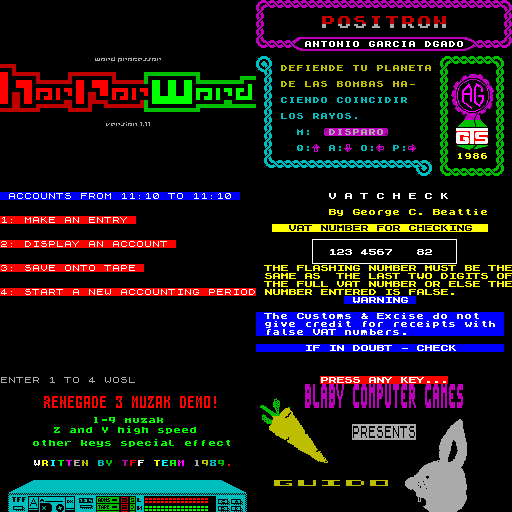 word processor
HarHarWord
version 1.11
POSITRON
ANTONIO GARCIA DGADO
DEFIENDE TU PLANETA
DE LAS BOMBAS HA-
CIENDO COINCIDIR
LOS RAYOS.
M: DISPARO
Q:⇧ A:⇩ O:⇦ P:⇨
AG
GTS
1986
ACCOUNTS FROM 11:10 TO 11:10
1: MAKE AN ENTRY
2: DISPLAY AN ACCOUNT
3: SAVE ONTO TAPE
4: START A NEW ACCOUNTING PERIOD
ENTER 1 TO 4 WOSL
VATCHECK
By George C. Beattie
VAT NUMBER FOR CHECKING
123 4567 82
THE FLASHING NUMBER MUST BE THE
SAME AS THE LAST TWO DIGITS OF
THE FULL VAT NUMBER OR ELSE THE
NUMBER ENTERED IS FALSE.
WARNING
The Customs & Excise do not
give credit for receipts with
false VAT numbers.
IF IN DOUBT - CHECK
PRESS ANY KEY...
RENEGADE 3 MUZAK DEMO!
1-9 MUZAK
Z and Y high speed
other keys special effect
WRITTEN BY TFF TEAM 1989.
TFF
BLABY COMPUTER GAMES
PRESENTS
GUIDO